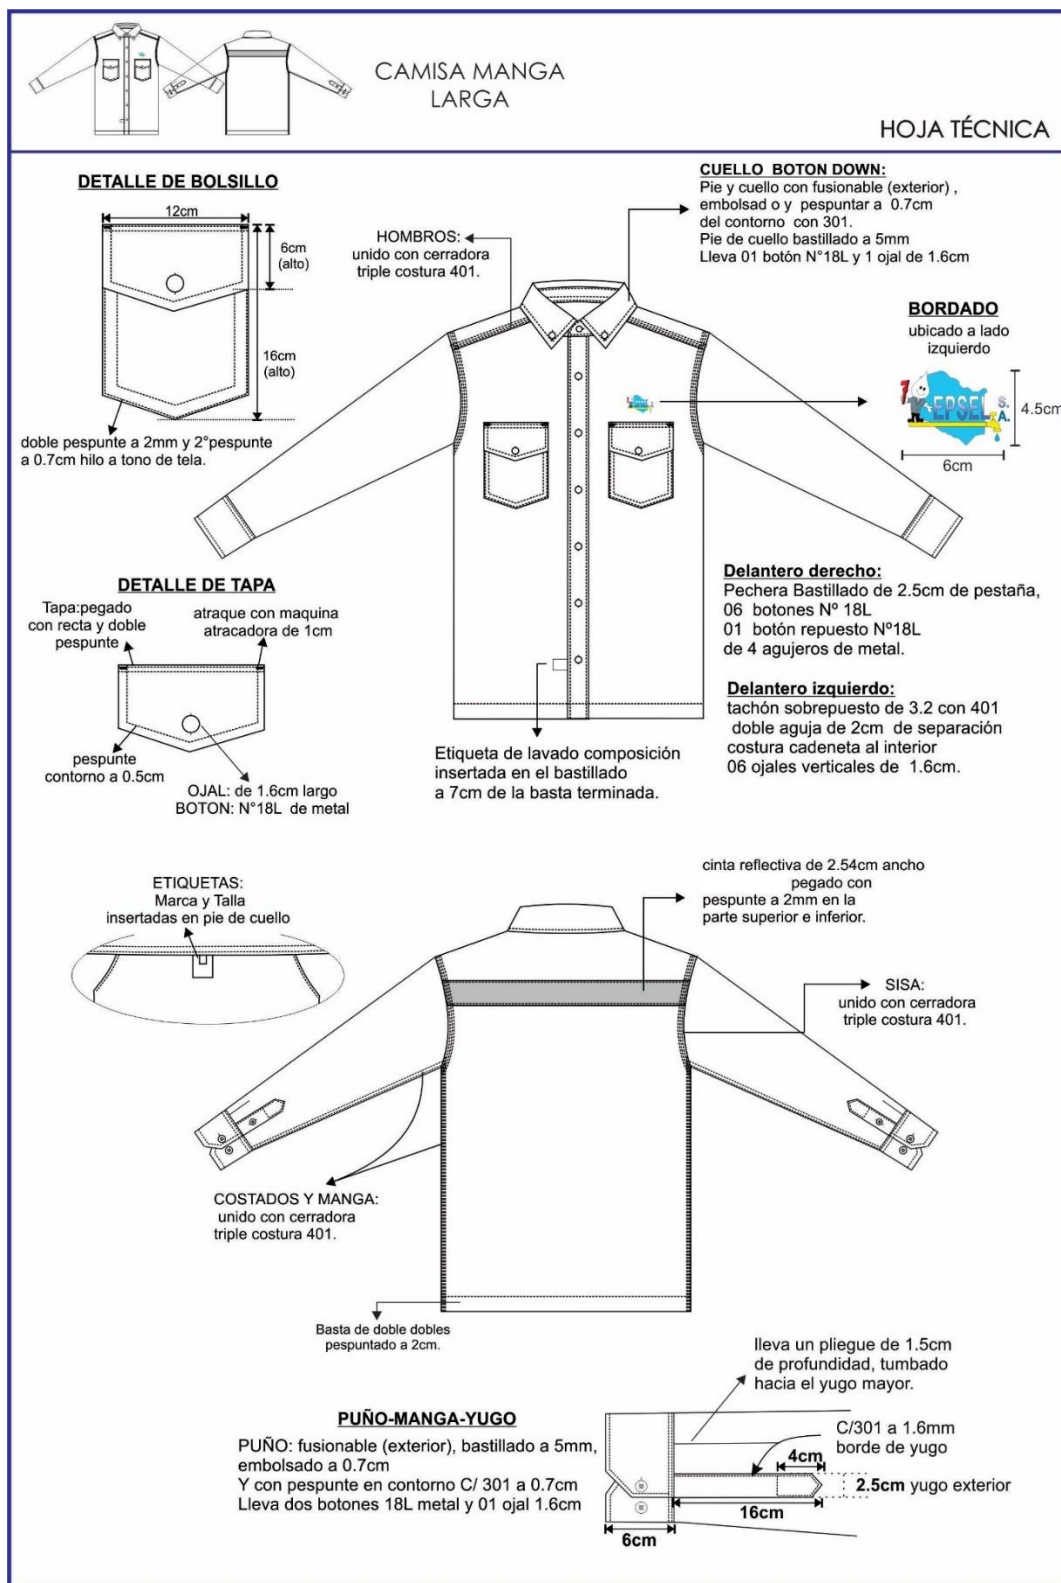 CAMISA MANGA
LARGA
HOJA TÉCNICA
DETALLE DE BOLSILLO
12cm
6cm
(alto)
16cm
(alto)
doble pespunte a 2mm y 2°pespunte
a 0.7cm hilo a tono de tela.
HOMBROS:
unido con cerradora
triple costura 401.
CUELLO BOTON DOWN:
Pie y cuello con fusionable (exterior) ,
embolsad o y pespuntar a 0.7cm
del contorno con 301.
Pie de cuello bastillado a 5mm
Lleva 01 botón N°18L y 1 ojal de 1.6cm
BORDADO
ubicado a lado
izquierdo
EPSEL S.
A.
4.5cm
6cm
DETALLE DE TAPA
Tapa:pegado
con recta y doble
pespunte
atraque con maquina
atracadora de 1cm
pespunte
contorno a 0.5cm
OJAL: de 1.6cm largo
BOTON: N°18L de metal
Etiqueta de lavado composición
insertada en el bastillado
a 7cm de la basta terminada.
Delantero derecho:
Pechera Bastillado de 2.5cm de pestaña,
06 botones Nº 18L
01 botón repuesto Nº18L
de 4 agujeros de metal.
Delantero izquierdo:
tachón sobrepuesto de 3.2 con 401
doble aguja de 2cm de separación
costura cadeneta al interior
06 ojales verticales de 1.6cm.
ETIQUETAS:
Marca y Talla
insertadas en pie de cuello
cinta reflectiva de 2.54cm ancho
pegado con
pespunte a 2mm en la
parte superior e inferior.
SISA:
unido con cerradora
triple costura 401.
COSTADOS Y MANGA:
unido con cerradora
triple costura 401.
Basta de doble dobles
pespuntado a 2cm.
PUÑO-MANGA-YUGO
PUÑO: fusionable (exterior), bastillado a 5mm,
embolsado a 0.7cm
Y con pespunte en contorno C/ 301 a 0.7cm
Lleva dos botones 18L metal y 01 ojal 1.6cm
lleva un pliegue de 1.5cm
de profundidad, tumbado
hacia el yugo mayor.
C/301 a 1.6mm
borde de yugo
4cm
2.5cm yugo exterior
16cm
6cm